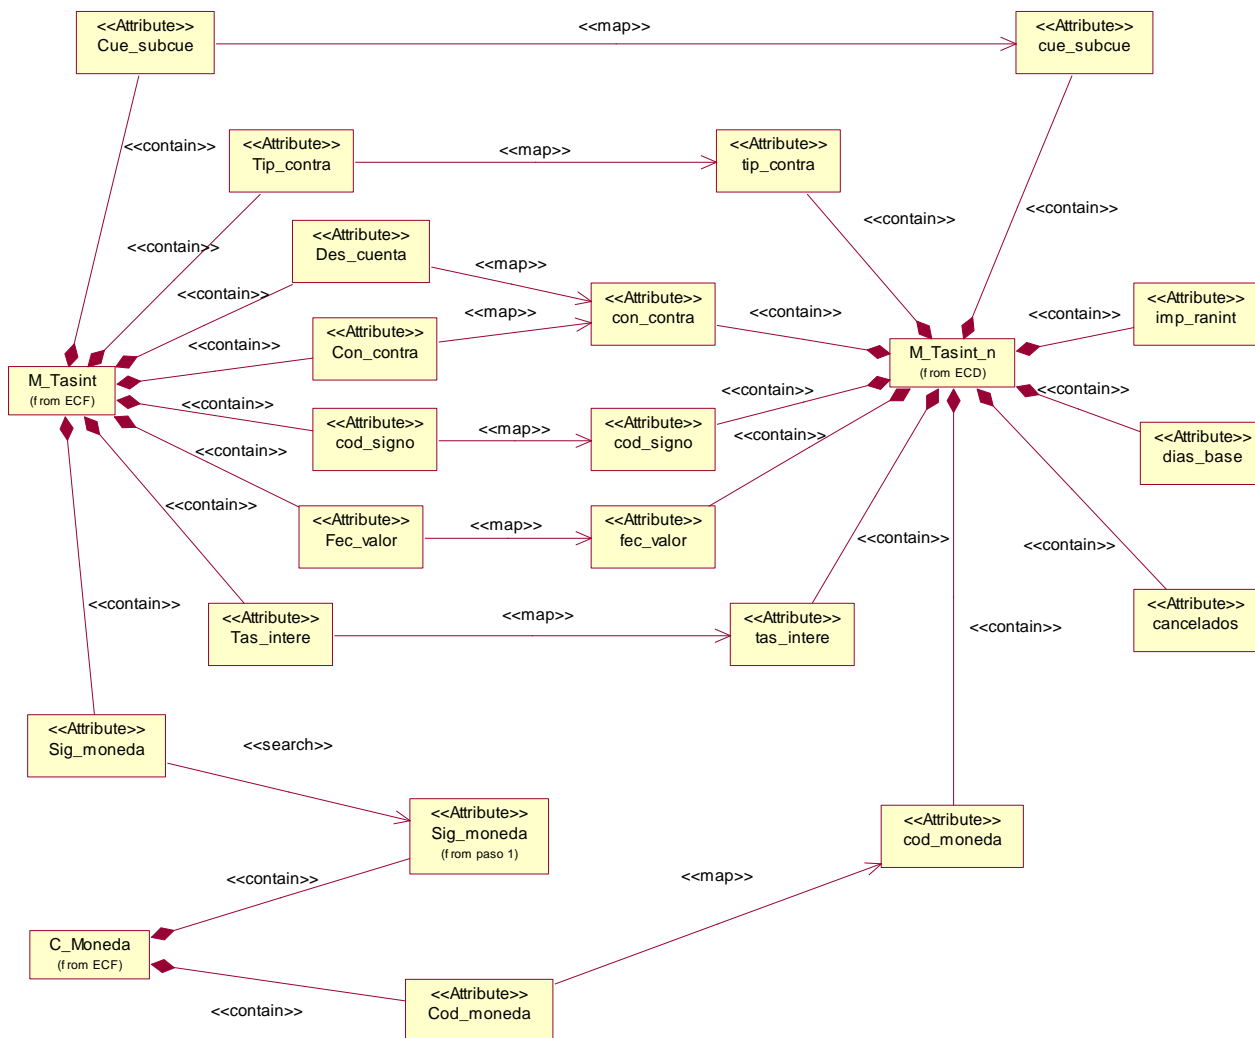 <<Attribute>>
Cue_subcue
<<map>>
<<Attribute>>
cue_subcue
<<contain>>
<<Attribute>>
Tip_contra
<<map>>
<<Attribute>>
tip_contra
<<contain>>
<<contain>>
<<contain>>
<<Attribute>>
Des_cuenta
<<map>>
<<contain>>
<<Attribute>>
con_contra
<<contain>>
<<Attribute>>
imp_ranint
<<contain>>
<<map>>
<<Attribute>>
Con_contra
<<contain>>
<<contain>>
M_Tasint
(from ECF)
M_Tasint_n
(from ECD)
<<contain>>
<<Attribute>>
cod_signo
<<map>>
<<Attribute>>
cod_signo
<<contain>>
<<contain>>
<<contain>>
<<Attribute>>
dias_base
<<contain>>
<<contain>>
<<Attribute>>
Fec_valor
<<map>>
<<Attribute>>
fec_valor
<<contain>>
<<contain>>
<<contain>>
<<Attribute>>
Tas_intere
<<map>>
<<Attribute>>
tas_intere
<<contain>>
<<Attribute>>
cancelados
<<Attribute>>
Sig_moneda
<<search>>
<<Attribute>>
Sig_moneda
(from paso 1)
<<Attribute>>
cod_moneda
<<contain>>
<<map>>
C_Moneda
(from ECF)
<<contain>>
<<Attribute>>
Cod_moneda